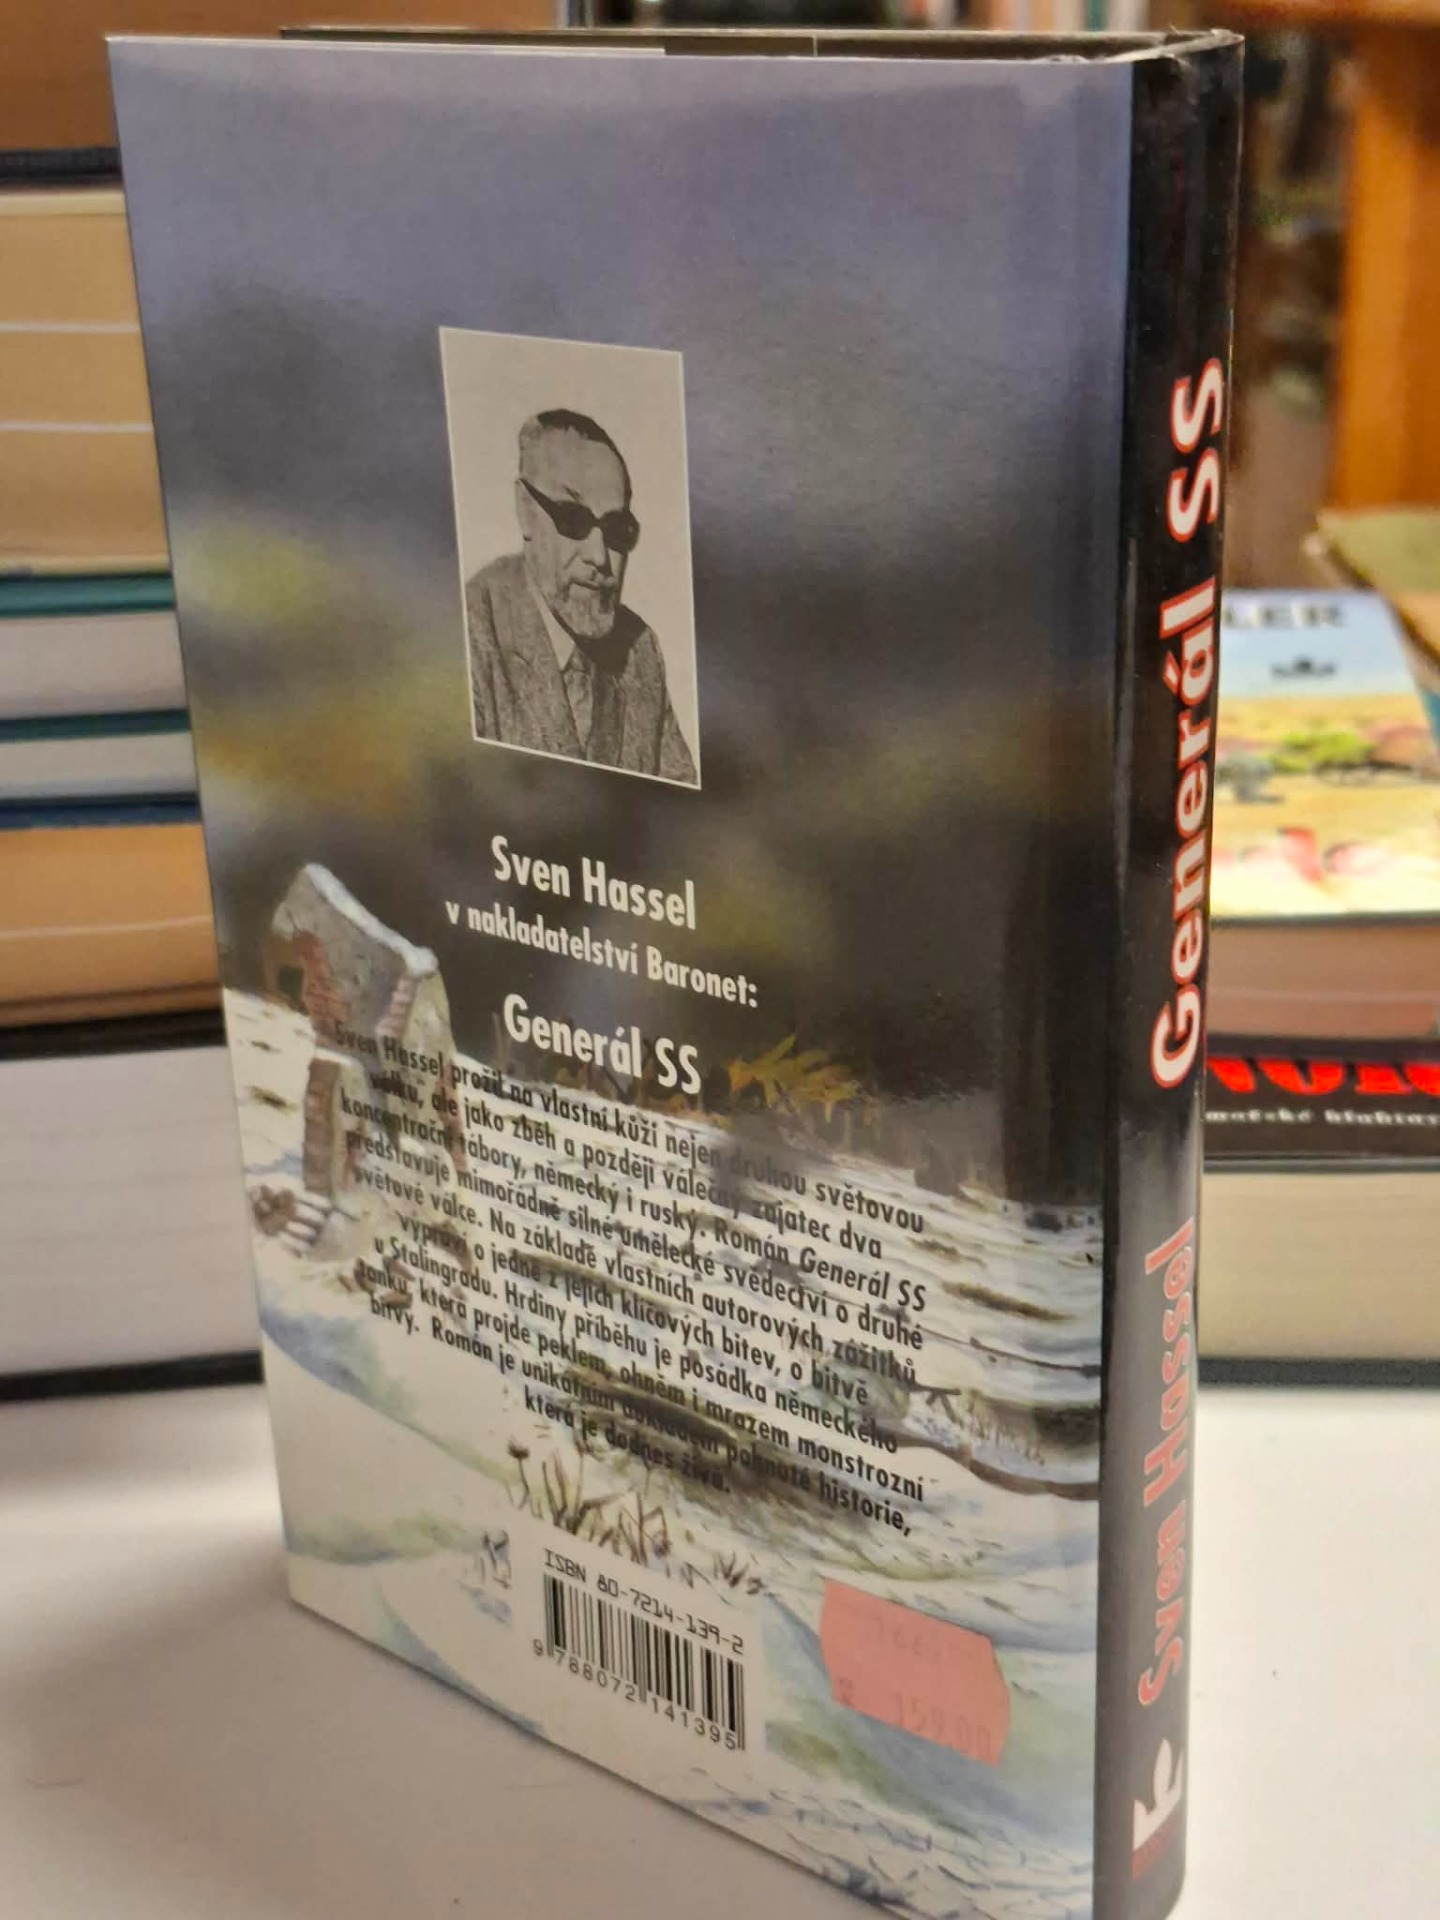 Sven Hassel
v nakladatelství Baronet:
Generál SS
Sven Hassel prožil na vlastní kůži nejen druhou světovou
válku, ale jako zběh a později válečný zajatec dva
koncentrační tábory, německý i ruský. Román Generál SS
představuje mimořádně silné umělecké svědectví o druhé
světové válce. Na základě vlastních autorových zážitků
vypráví o jedné z jejich klíčových bitev, o bitvě
u Stalingradu. Hrdiny příběhu je posádka německého
tanku, která projde peklem, ohněm i mrazem monstrozní
bitvy. Román je unikátním dokladem pohnuté historie,
která je dodnes živá.
ISBN 80-7214-139-2
9 788072 141395
159.00
Sven Hassel Generál SS
LER